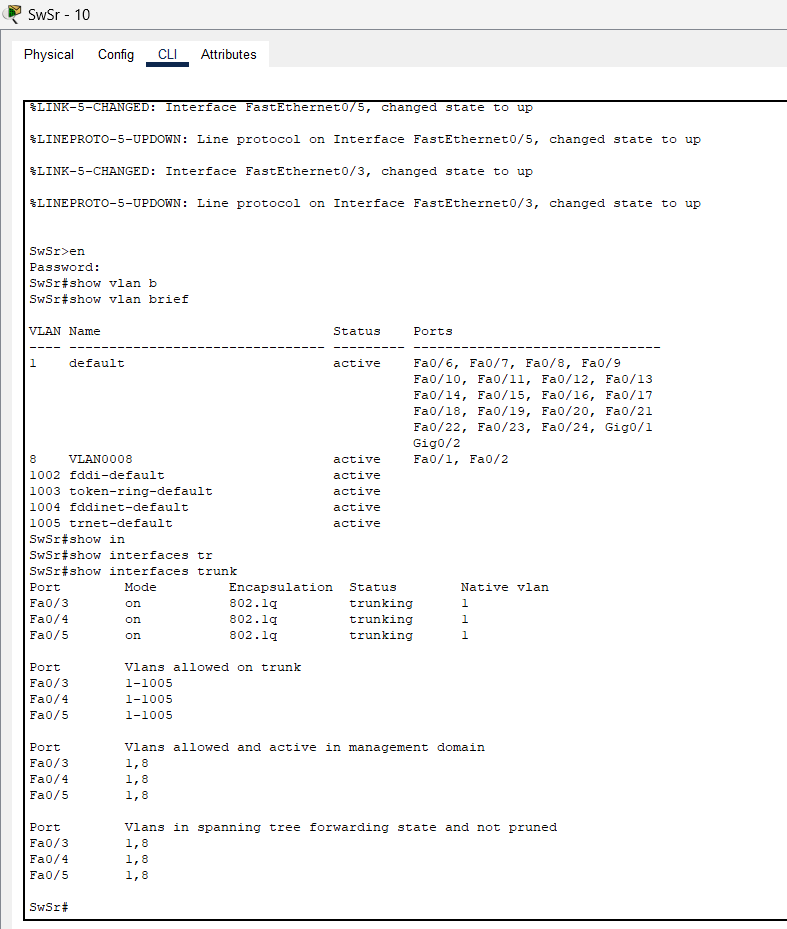 SwSr - 10
Physical Config CLI Attributes
%LINK-5-CHANGED: Interface FastEthernet0/5, changed state to up
%LINEPROTO-5-UPDOWN: Line protocol on Interface FastEthernet0/5, changed state to up
%LINK-5-CHANGED: Interface FastEthernet0/3, changed state to up
%LINEPROTO-5-UPDOWN: Line protocol on Interface FastEthernet0/3, changed state to up
SwSr>en
Password:
SwSr#show vlan b
SwSr#show vlan brief
VLAN Name                             Status    Ports
---- -------------------------------- --------- -------------------------------
1    default                          active    Fa0/6, Fa0/7, Fa0/8, Fa0/9
                                                Fa0/10, Fa0/11, Fa0/12, Fa0/13
                                                Fa0/14, Fa0/15, Fa0/16, Fa0/17
                                                Fa0/18, Fa0/19, Fa0/20, Fa0/21
                                                Fa0/22, Fa0/23, Fa0/24, Gig0/1
                                                Gig0/2
8    VLAN0008                         active    Fa0/1, Fa0/2
1002 fddi-default                     active
1003 token-ring-default               active
1004 fddinet-default                  active
1005 trnet-default                    active
SwSr#show in
SwSr#show interfaces tr
SwSr#show interfaces trunk
Port        Mode         Encapsulation  Status        Native vlan
Fa0/3       on           802.1q         trunking      1
Fa0/4       on           802.1q         trunking      1
Fa0/5       on           802.1q         trunking      1
Port        Vlans allowed on trunk
Fa0/3       1-1005
Fa0/4       1-1005
Fa0/5       1-1005
Port        Vlans allowed and active in management domain
Fa0/3       1,8
Fa0/4       1,8
Fa0/5       1,8
Port        Vlans in spanning tree forwarding state and not pruned
Fa0/3       1,8
Fa0/4       1,8
Fa0/5       1,8
SwSr#